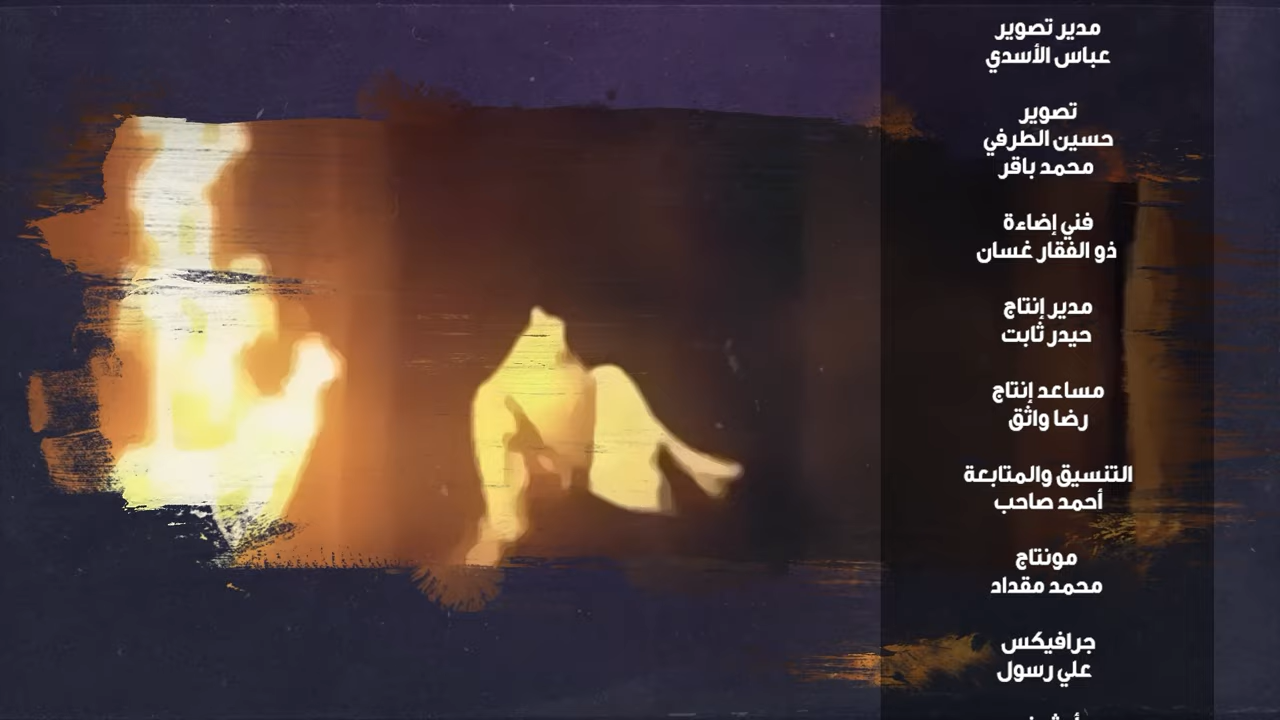 مدير تصوير
عباس الأسدي
تصوير
حسين الطرفي
محمد باقر
فني إضاءة
ذو الفقار غسان
مدير إنتاج
حيدر ثابت
مساعد إنتاج
رضا واثق
التنسيق والمتابعة
أحمد صاحب
مونتاج
محمد مقداد
جرافيكس
علي رسول